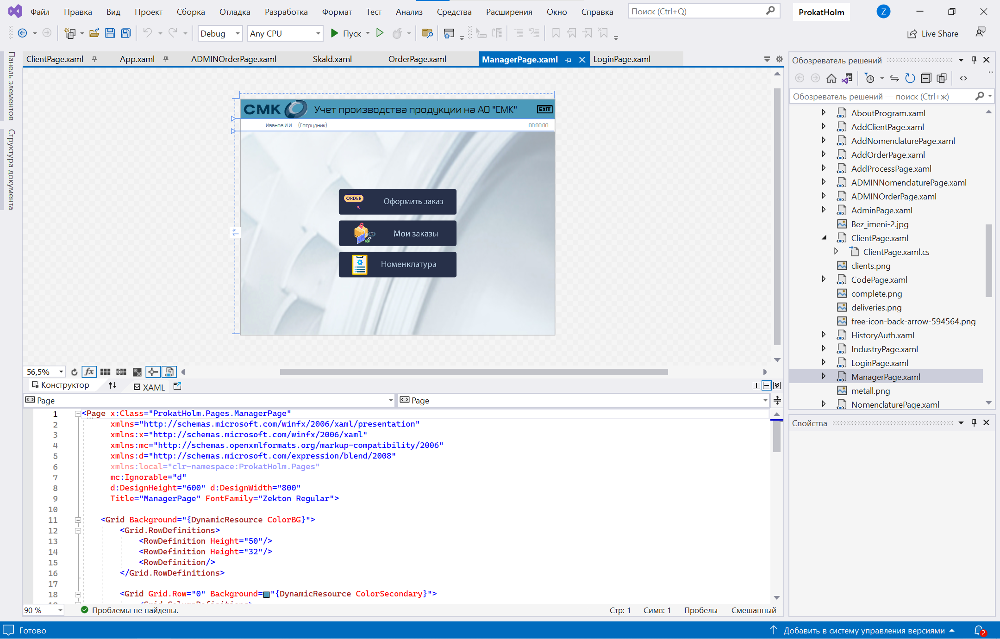 Файл Правка Вид Проект Сборка Отладка Разработка Формат Тест Анализ Средства Расширения Окно Справка Поиск (Ctrl+Q) ProkatHolm Z
Debug Any CPU Пуск Live Share
Панель элементов
Структура документа
ClientPage.xaml App.xaml ADMINOrderPage.xaml Skald.xaml OrderPage.xaml ManagerPage.xaml LoginPage.xaml
СМК Учет производства продукции на АО "СМК" EXIT
Иванов И И (Сотрудник) 00:00:00
ORDER Оформить заказ
Мои заказы
Номенклатура
1*
56,5% fx
Конструктор XAML
Page Page
1 <Page x:Class="ProkatHolm.Pages.ManagerPage"
2 xmlns="http://schemas.microsoft.com/winfx/2006/xaml/presentation"
3 xmlns:x="http://schemas.microsoft.com/winfx/2006/xaml"
4 xmlns:mc="http://schemas.openxmlformats.org/markup-compatibility/2006"
5 xmlns:d="http://schemas.microsoft.com/expression/blend/2008"
6 xmlns:local="clr-namespace:ProkatHolm.Pages"
7 mc:Ignorable="d"
8 d:DesignHeight="600" d:DesignWidth="800"
9 Title="ManagerPage" FontFamily="Zekton Regular">
10
11 <Grid Background="{DynamicResource ColorBG}">
12 <Grid.RowDefinitions>
13 <RowDefinition Height="50"/>
14 <RowDefinition Height="32"/>
15 <RowDefinition/>
16 </Grid.RowDefinitions>
17
18 <Grid Grid.Row="0" Background="{DynamicResource ColorSecondary}">
90 % Проблемы не найдены. Стр: 1 Симв: 1 Пробелы Смешанный
Обозреватель решений
Обозреватель решений — поиск (Ctrl+ж)
AboutProgram.xaml
AddClientPage.xaml
AddNomenclaturePage.xaml
AddOrderPage.xaml
AddProcessPage.xaml
ADMINNomenclaturePage.xaml
ADMINOrderPage.xaml
AdminPage.xaml
Bez_imeni-2.jpg
ClientPage.xaml
ClientPage.xaml.cs
clients.png
CodePage.xaml
complete.png
deliveries.png
free-icon-back-arrow-594564.png
HistoryAuth.xaml
IndustryPage.xaml
LoginPage.xaml
ManagerPage.xaml
metall.png
NomenclaturePage.xaml
Свойства
Готово Добавить в систему управления версиями 2